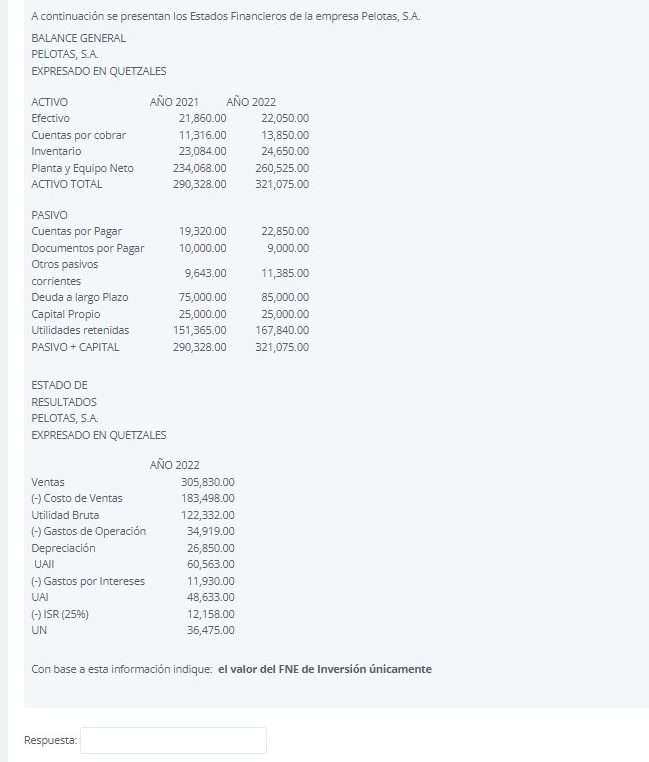 A continuación se presentan los Estados Financieros de la empresa Pelotas, S.A.
BALANCE GENERAL
PELOTAS, S.A.
EXPRESADO EN QUETZALES
ACTIVO AÑO 2021 AÑO 2022
Efectivo 21,860.00 22,050.00
Cuentas por cobrar 11,316.00 13,850.00
Inventario 23,084.00 24,650.00
Planta y Equipo Neto 234,068.00 260,525.00
ACTIVO TOTAL 290,328.00 321,075.00
PASIVO
Cuentas por Pagar 19,320.00 22,850.00
Documentos por Pagar 10,000.00 9,000.00
Otros pasivos
corrientes 9,643.00 11,385.00
Deuda a largo Plazo 75,000.00 85,000.00
Capital Propio 25,000.00 25,000.00
Utilidades retenidas 151,365.00 167,840.00
PASIVO + CAPITAL 290,328.00 321,075.00
ESTADO DE
RESULTADOS
PELOTAS, S.A.
EXPRESADO EN QUETZALES
AÑO 2022
Ventas 305,830.00
(-) Costo de Ventas 183,498.00
Utilidad Bruta 122,332.00
(-) Gastos de Operación 34,919.00
Depreciación 26,850.00
UAII 60,563.00
(-) Gastos por Intereses 11,930.00
UAI 48,633.00
(-) ISR (25%) 12,158.00
UN 36,475.00
Con base a esta información indique: el valor del FNE de Inversión únicamente
Respuesta: